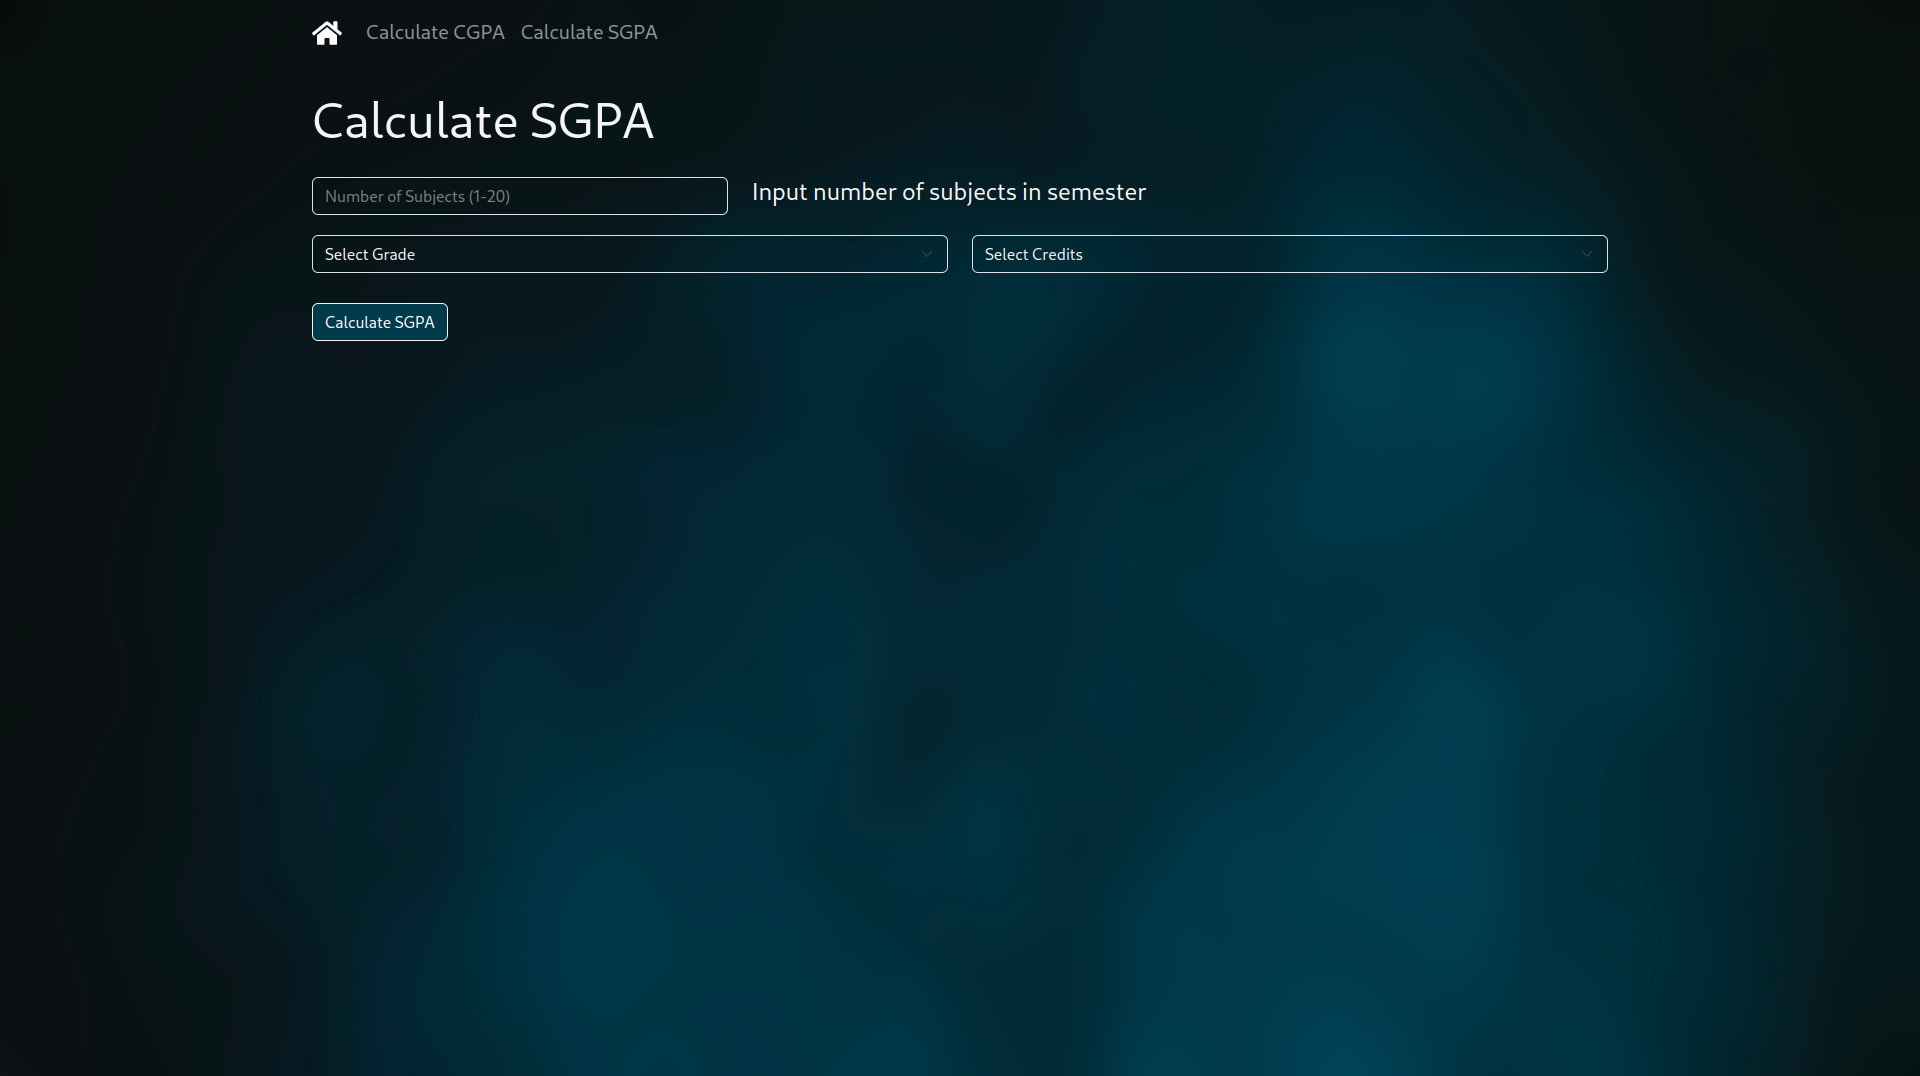 Calculate CGPA Calculate SGPA
Calculate SGPA
Number of Subjects (1-20) Input number of subjects in semester
Select Grade Select Credits
Calculate SGPA